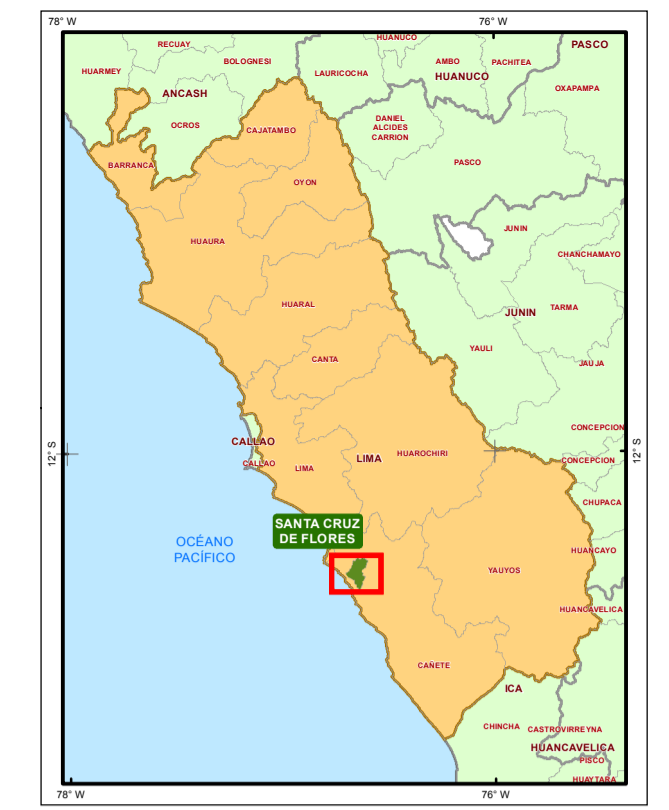 78° W
76° W
RECUAY
HUANUCO
PASCO
BOLOGNESI
AMBO
PACHITEA
HUARMEY
LAURICOCHA
HUANUCO
OXAPAMPA
ANCASH
OCROS
CAJATAMBO
DANIEL
ALCIDES
CARRION
BARRANCA
PASCO
OYON
JUNIN
HUAURA
CHANCHAMAYO
HUARAL
JUNIN
TARMA
CANTA
YAULI
JAUJA
CONCEPCION
CALLAO
12° S
12° S
CALLAO
LIMA
LIMA
HUAROCHIRI
CONCEPCION
CHUPACA
SANTA CRUZ
DE FLORES
OCÉANO
PACÍFICO
HUANCAYO
YAUYOS
HUANCAVELICA
CAÑETE
ICA
CHINCHA
CASTROVIRREYNA
HUANCAVELICA
PISCO
HUAYTARA
78° W
76° W